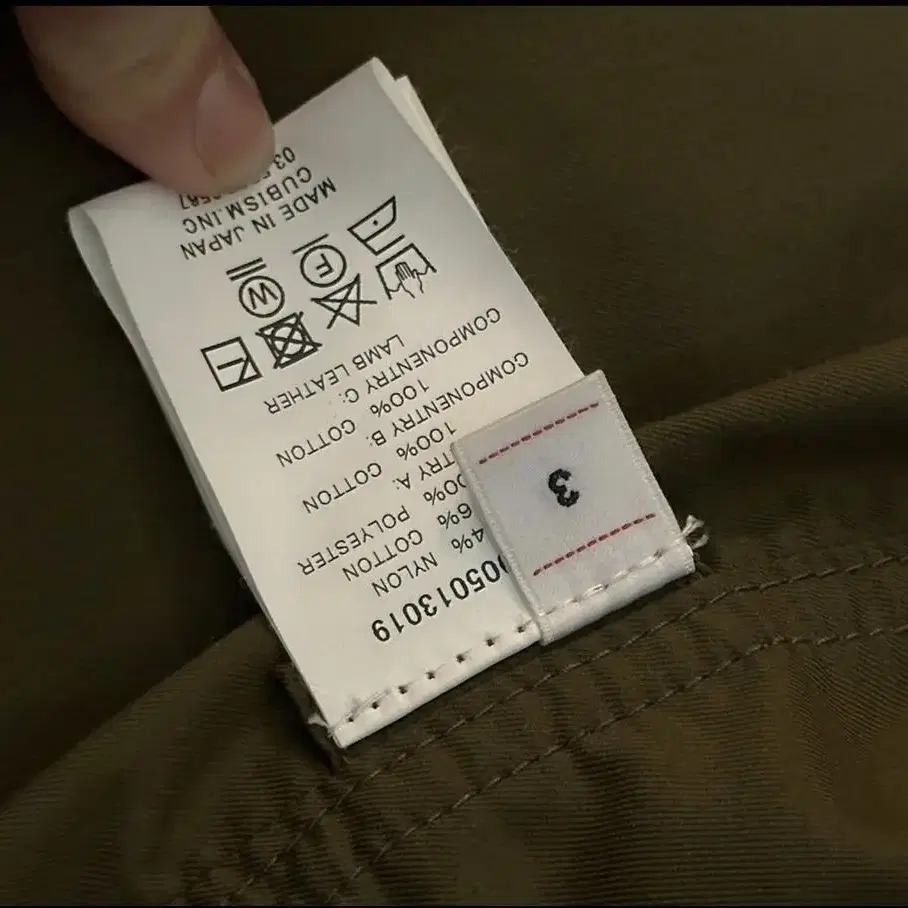 005013019
4% NYLON
6% COTTON
00% POLYESTER
TRY A:
100% COTTON
COMPONENTRY B:
100% COTTON
COMPONENTRY C:
LAMB LEATHER
F
W
MADE IN JAPAN
CUBISM.INC
03-
3